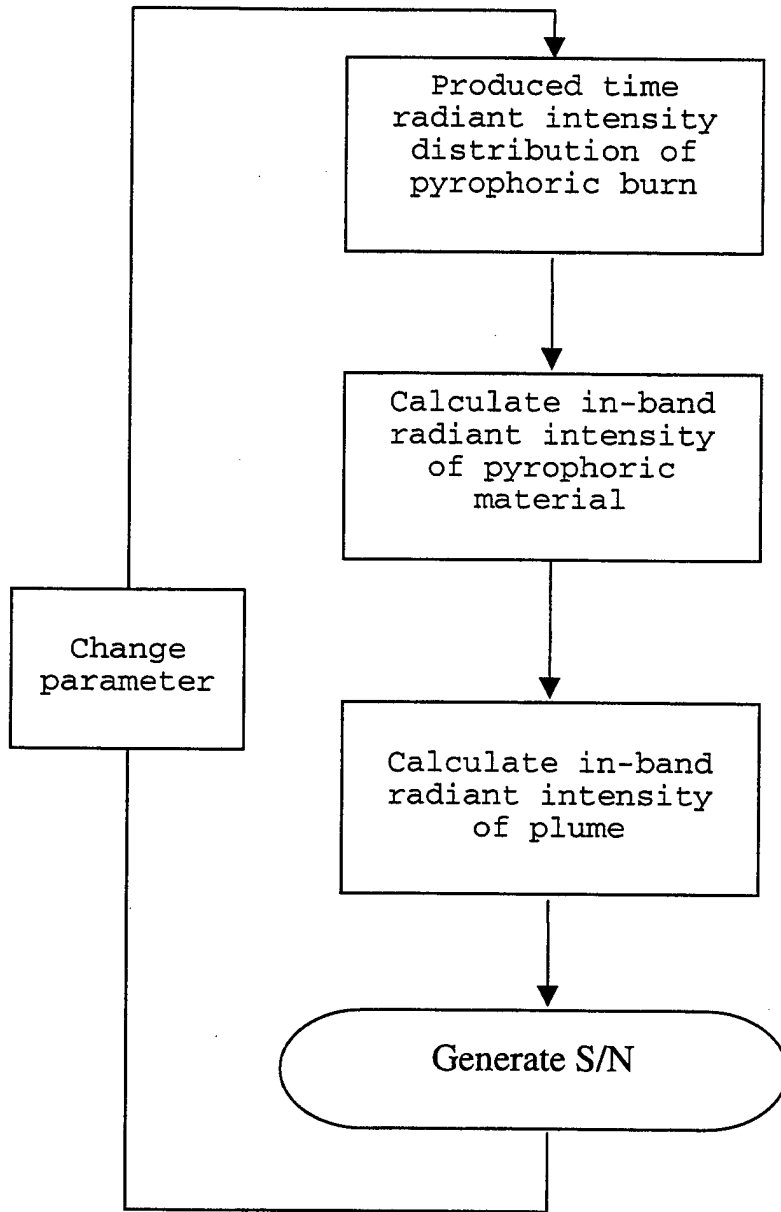 Produced time
radiant intensity
distribution of
pyrophoric burn
Calculate in-band
radiant intensity
of pyrophoric
material
Change
parameter
Calculate in-band
radiant intensity
of plume
Generate S/N